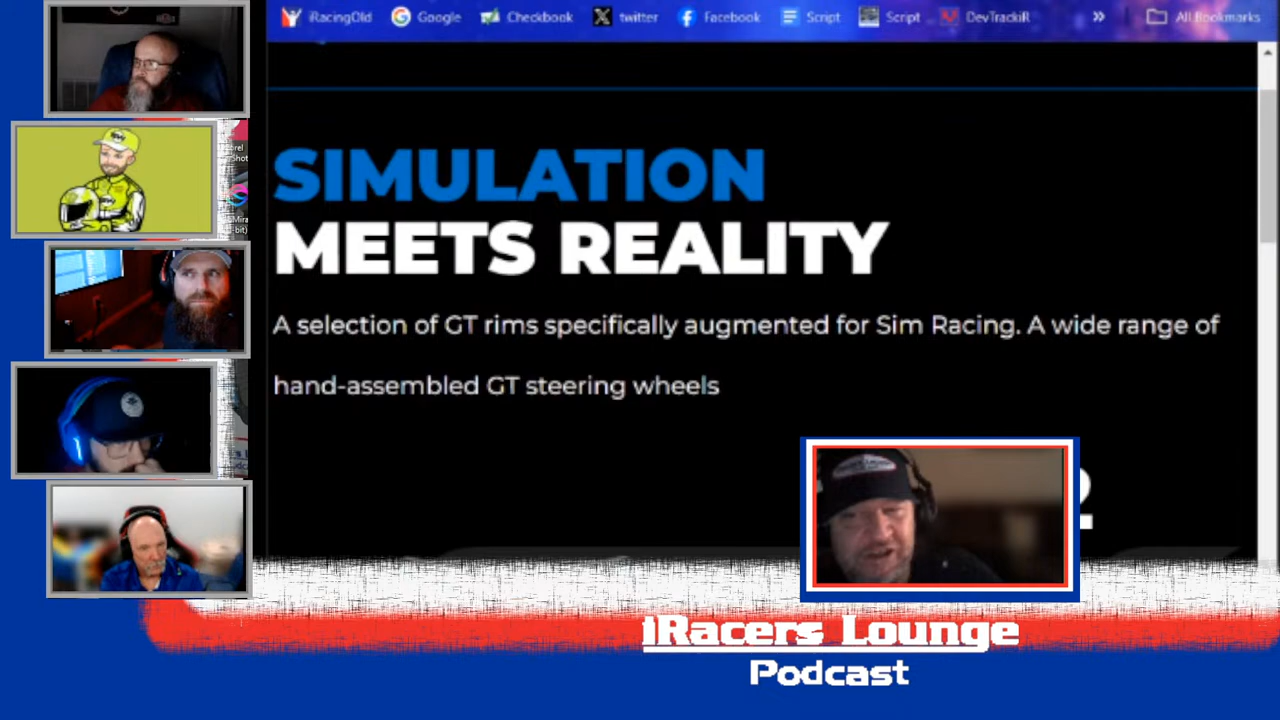 iRacingOld Google Checkbook twitter Facebook Script Script DevTrackiR » All Bookmarks
SIMULATION
MEETS REALITY
A selection of GT rims specifically augmented for Sim Racing. A wide range of
hand-assembled GT steering wheels
2
iRacers Lounge
Podcast